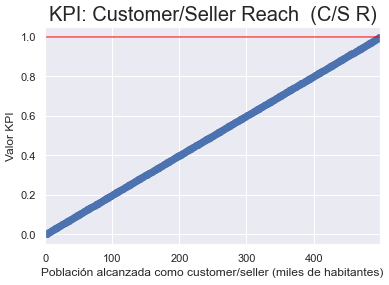 KPI: Customer/Seller Reach  (C/S R)
1.0
0.8
0.6
0.4
0.2
0.0
Valor KPI
0 100 200 300 400
Población alcanzada como customer/seller (miles de habitantes)